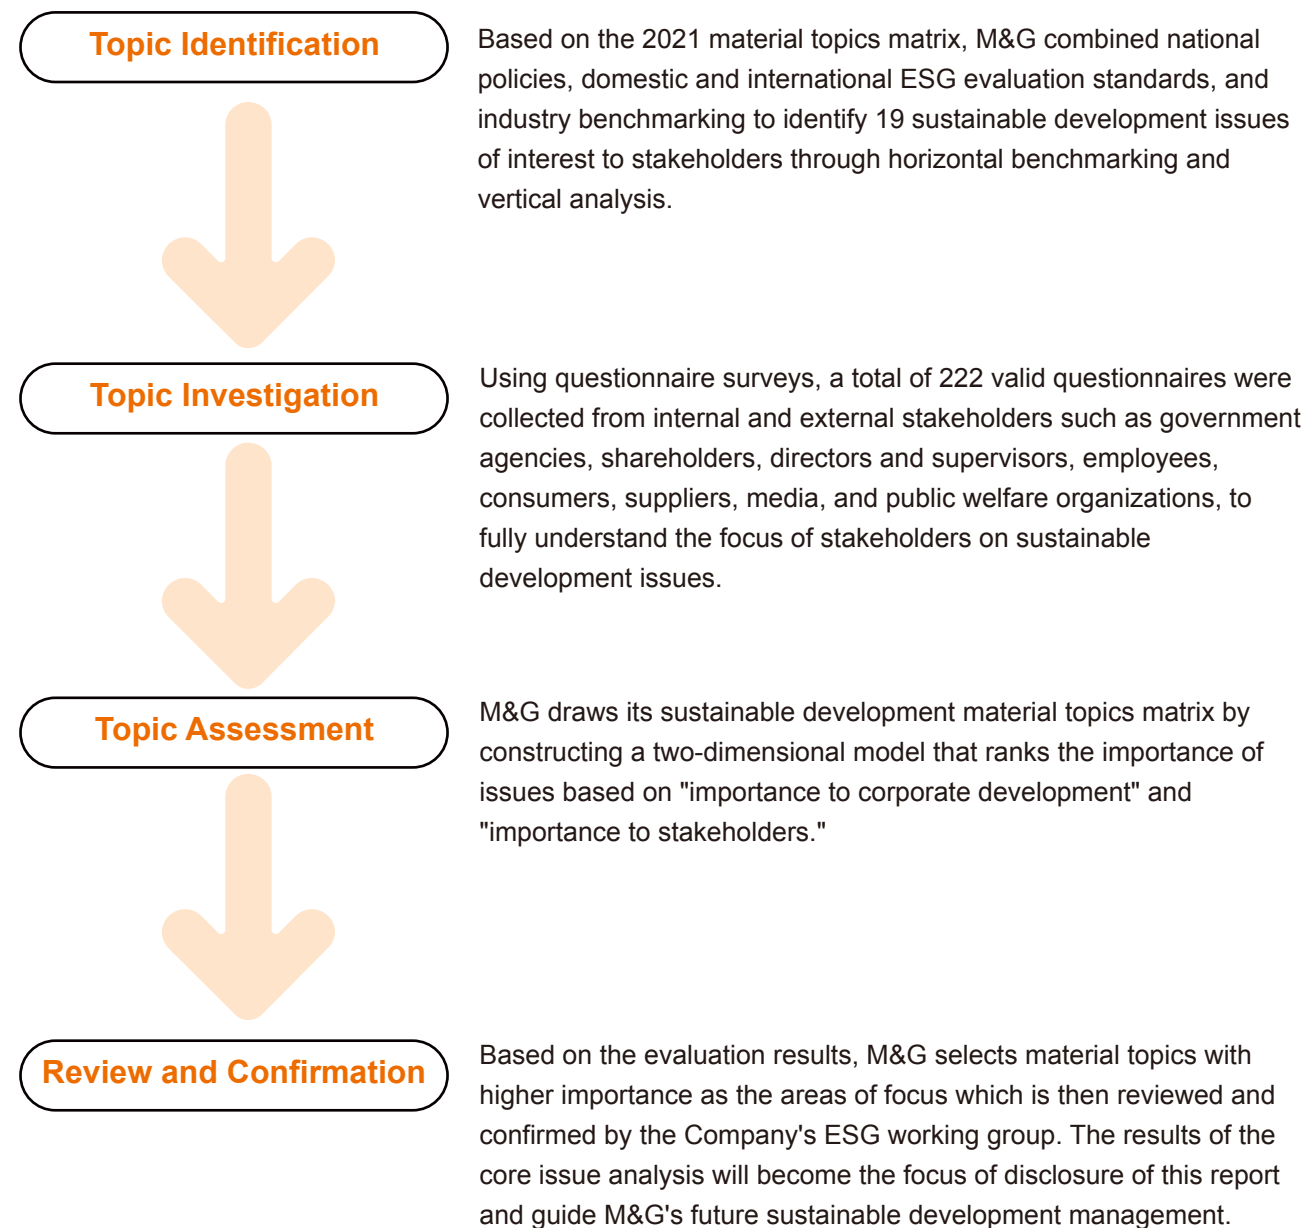 Topic Identification
Based on the 2021 material topics matrix, M&G combined national
policies, domestic and international ESG evaluation standards, and
industry benchmarking to identify 19 sustainable development issues
of interest to stakeholders through horizontal benchmarking and
vertical analysis.
Topic Investigation
Using questionnaire surveys, a total of 222 valid questionnaires were
collected from internal and external stakeholders such as government
agencies, shareholders, directors and supervisors, employees,
consumers, suppliers, media, and public welfare organizations, to
fully understand the focus of stakeholders on sustainable
development issues.
Topic Assessment
M&G draws its sustainable development material topics matrix by
constructing a two-dimensional model that ranks the importance of
issues based on "importance to corporate development" and
"importance to stakeholders."
Review and Confirmation
Based on the evaluation results, M&G selects material topics with
higher importance as the areas of focus which is then reviewed and
confirmed by the Company's ESG working group. The results of the
core issue analysis will become the focus of disclosure of this report
and guide M&G's future sustainable development management.